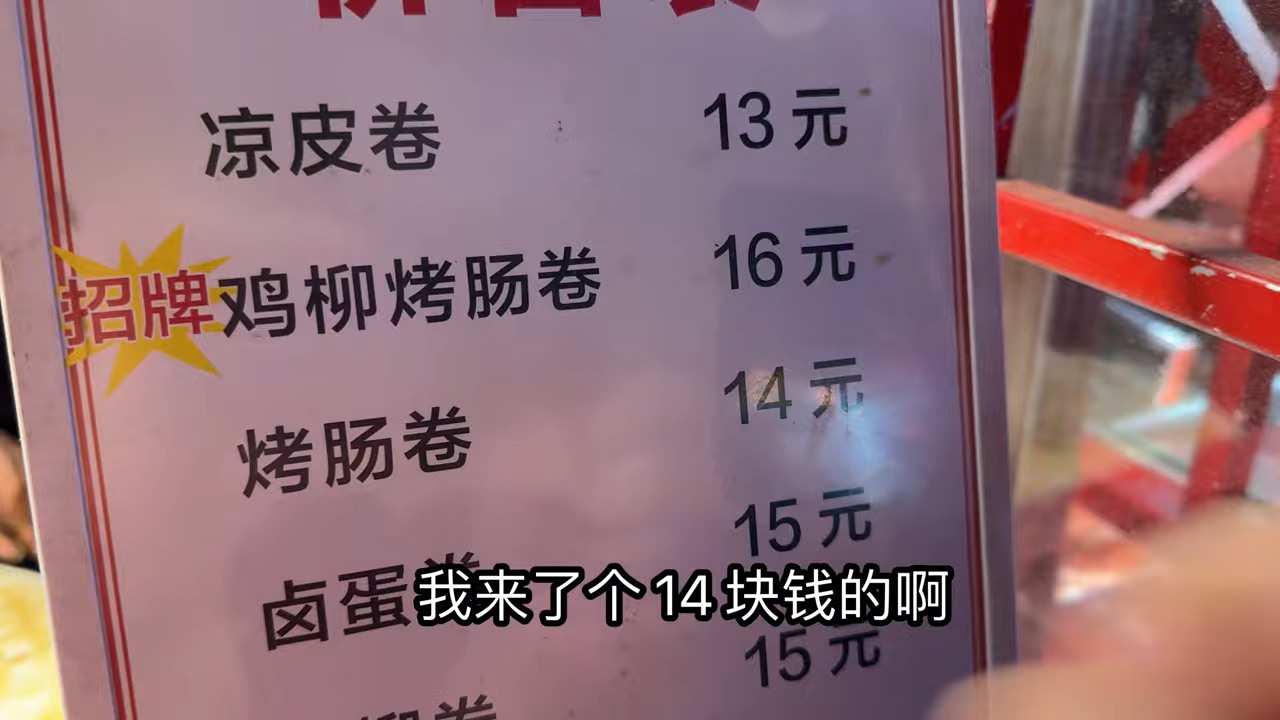 凉皮卷 13元
招牌 鸡柳烤肠卷 16元
烤肠卷 14元
卤蛋卷 15元
15元
我来了个14块钱的啊